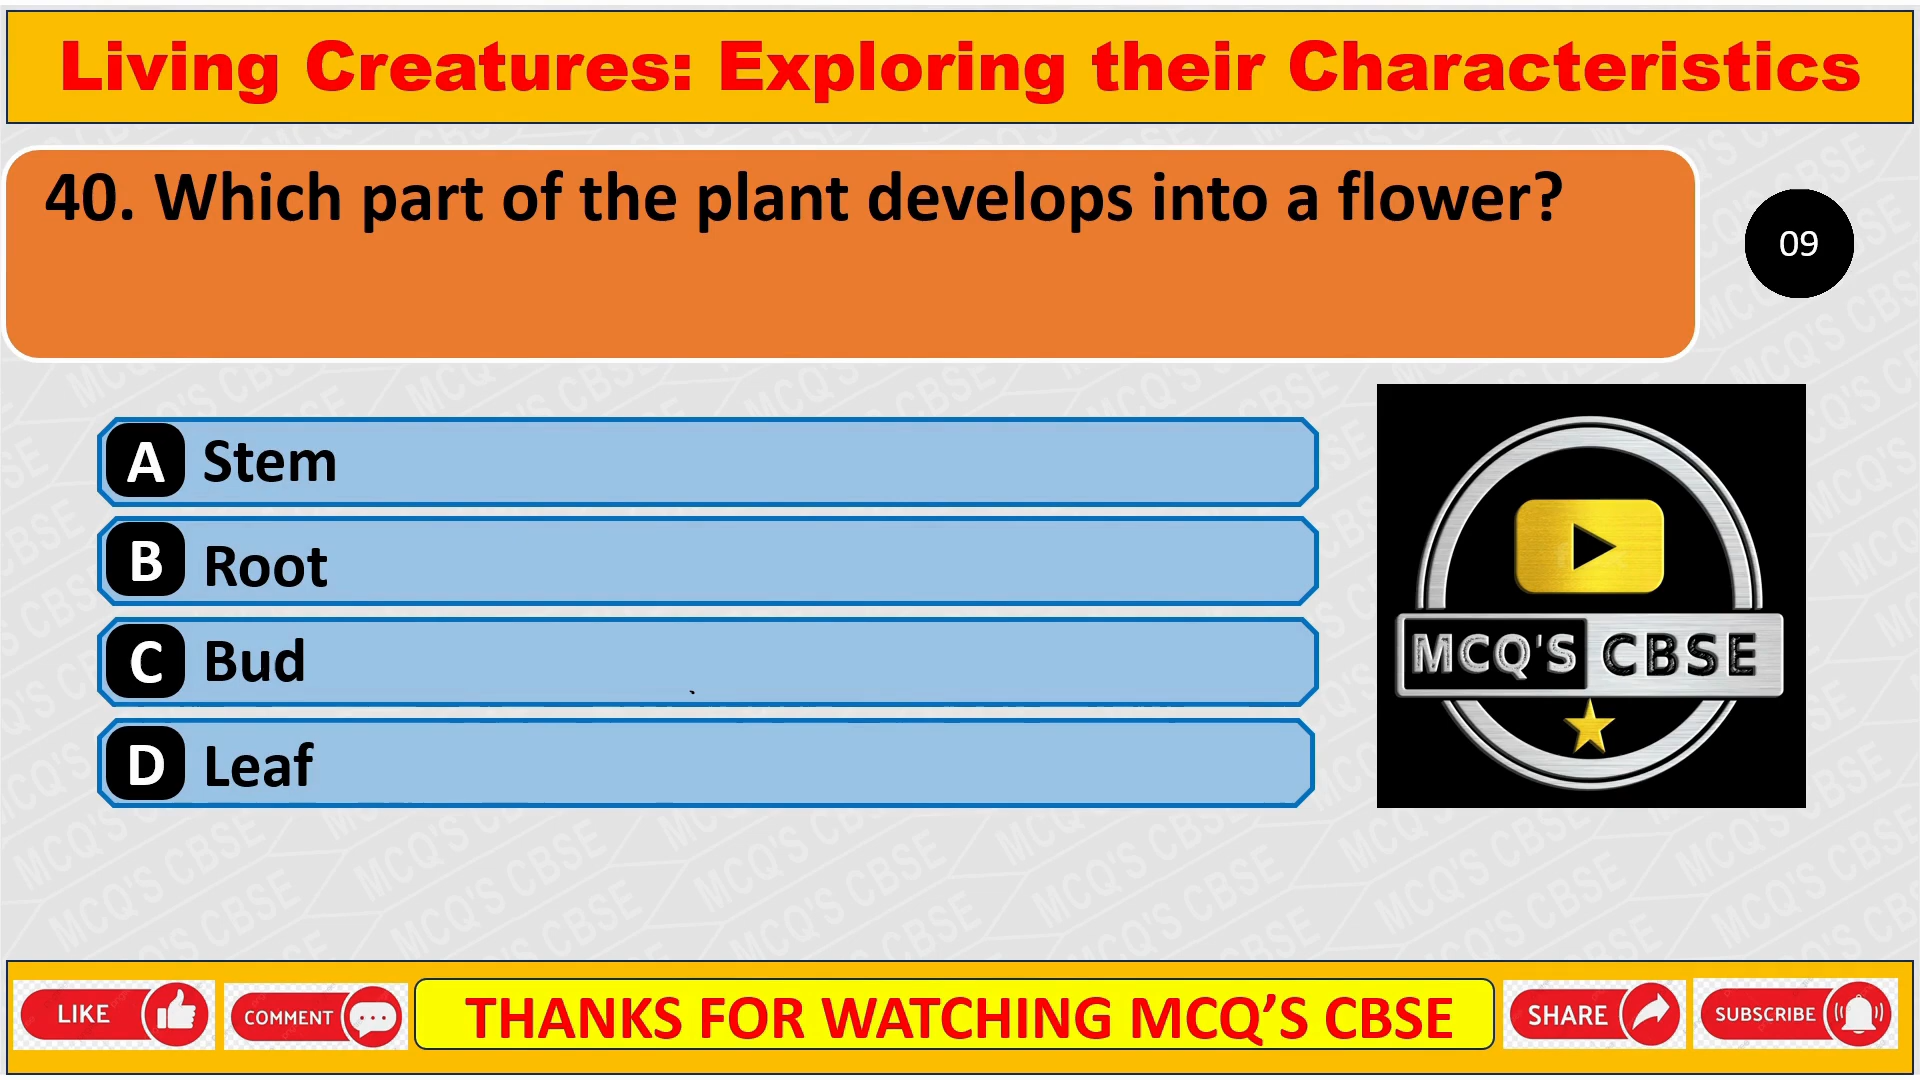 Living Creatures: Exploring their Characteristics
40. Which part of the plant develops into a flower?
09
A Stem
B Root
C Bud
D Leaf
MCQ'S CBSE
LIKE
COMMENT
THANKS FOR WATCHING MCQ’S CBSE
SHARE
SUBSCRIBE